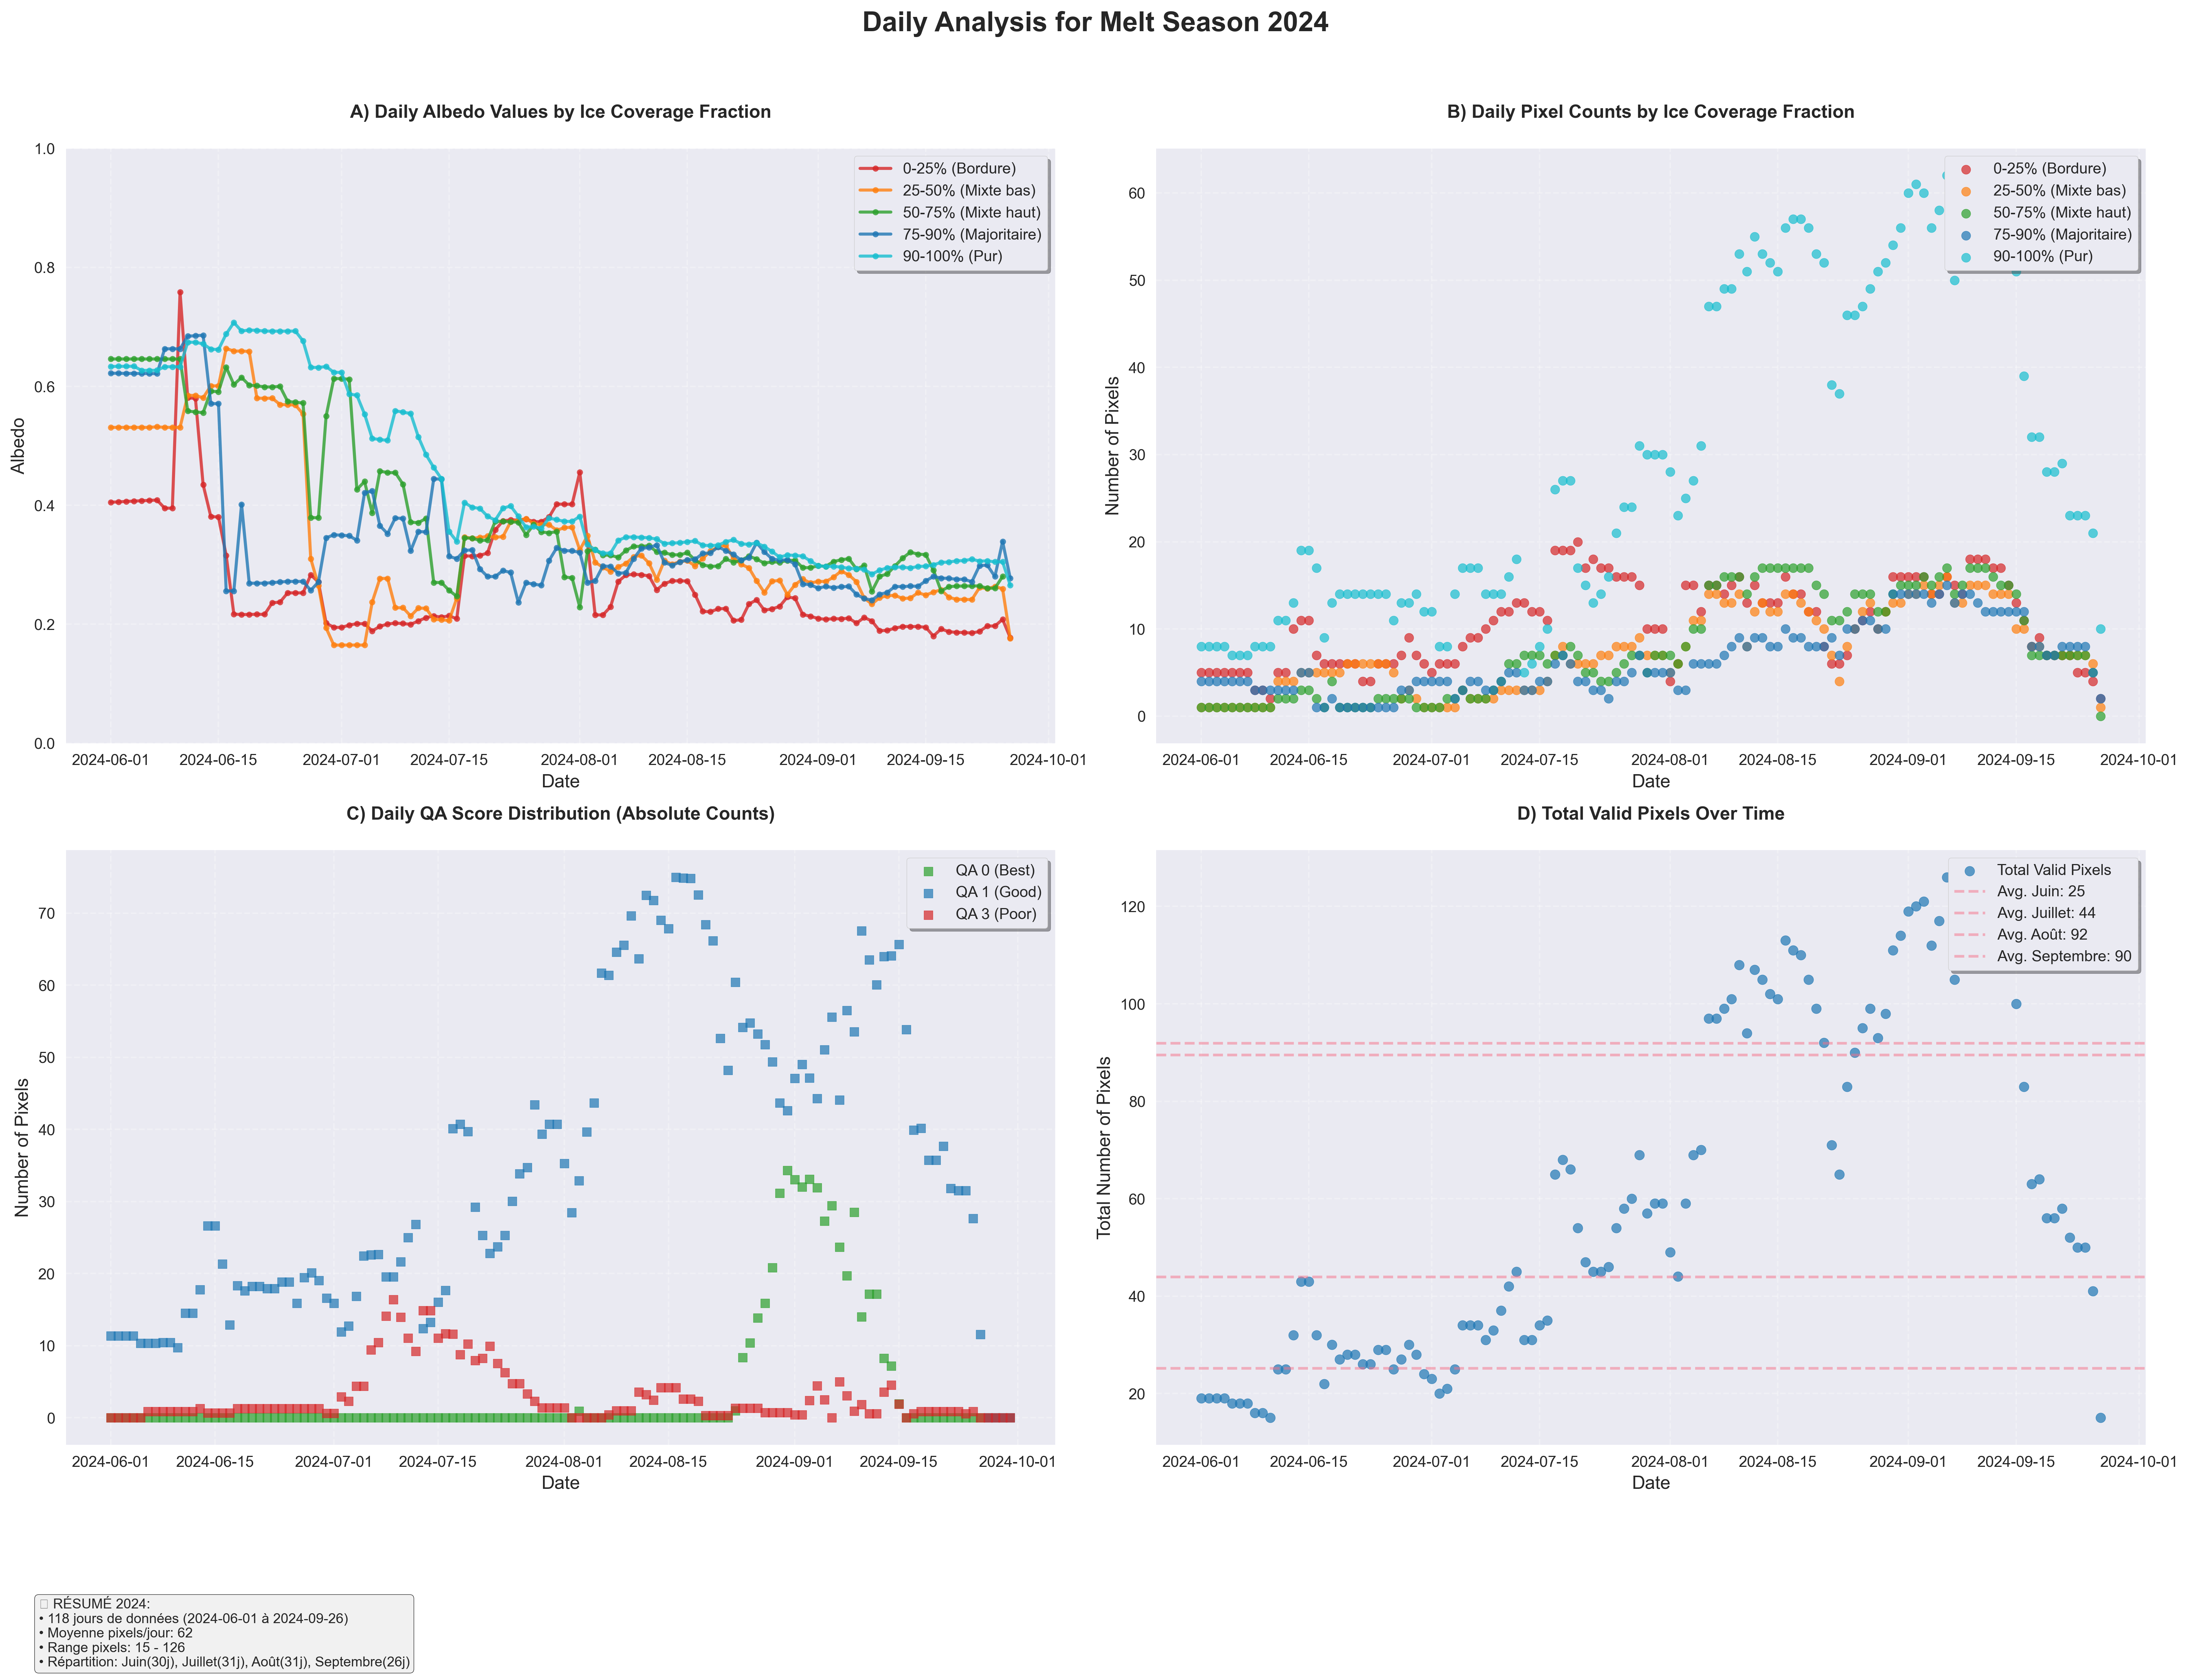 Daily Analysis for Melt Season 2024
A) Daily Albedo Values by Ice Coverage Fraction
1.0
0.8
0.6
0.4
0.2
0.0
Albedo
0-25% (Bordure)
25-50% (Mixte bas)
50-75% (Mixte haut)
75-90% (Majoritaire)
90-100% (Pur)
2024-06-01 2024-06-15 2024-07-01 2024-07-15 2024-08-01 2024-08-15 2024-09-01 2024-09-15 2024-10-01
Date
B) Daily Pixel Counts by Ice Coverage Fraction
60
50
40
30
20
10
0
Number of Pixels
0-25% (Bordure)
25-50% (Mixte bas)
50-75% (Mixte haut)
75-90% (Majoritaire)
90-100% (Pur)
2024-06-01 2024-06-15 2024-07-01 2024-07-15 2024-08-01 2024-08-15 2024-09-01 2024-09-15 2024-10-01
Date
C) Daily QA Score Distribution (Absolute Counts)
70
60
50
40
30
20
10
0
Number of Pixels
QA 0 (Best)
QA 1 (Good)
QA 3 (Poor)
2024-06-01 2024-06-15 2024-07-01 2024-07-15 2024-08-01 2024-08-15 2024-09-01 2024-09-15 2024-10-01
Date
D) Total Valid Pixels Over Time
120
100
80
60
40
20
Total Number of Pixels
Total Valid Pixels
Avg. Juin: 25
Avg. Juillet: 44
Avg. Août: 92
Avg. Septembre: 90
2024-06-01 2024-06-15 2024-07-01 2024-07-15 2024-08-01 2024-08-15 2024-09-01 2024-09-15 2024-10-01
Date
RÉSUMÉ 2024:
• 118 jours de données (2024-06-01 à 2024-09-26)
• Moyenne pixels/jour: 62
• Range pixels: 15 - 126
• Répartition: Juin(30j), Juillet(31j), Août(31j), Septembre(26j)